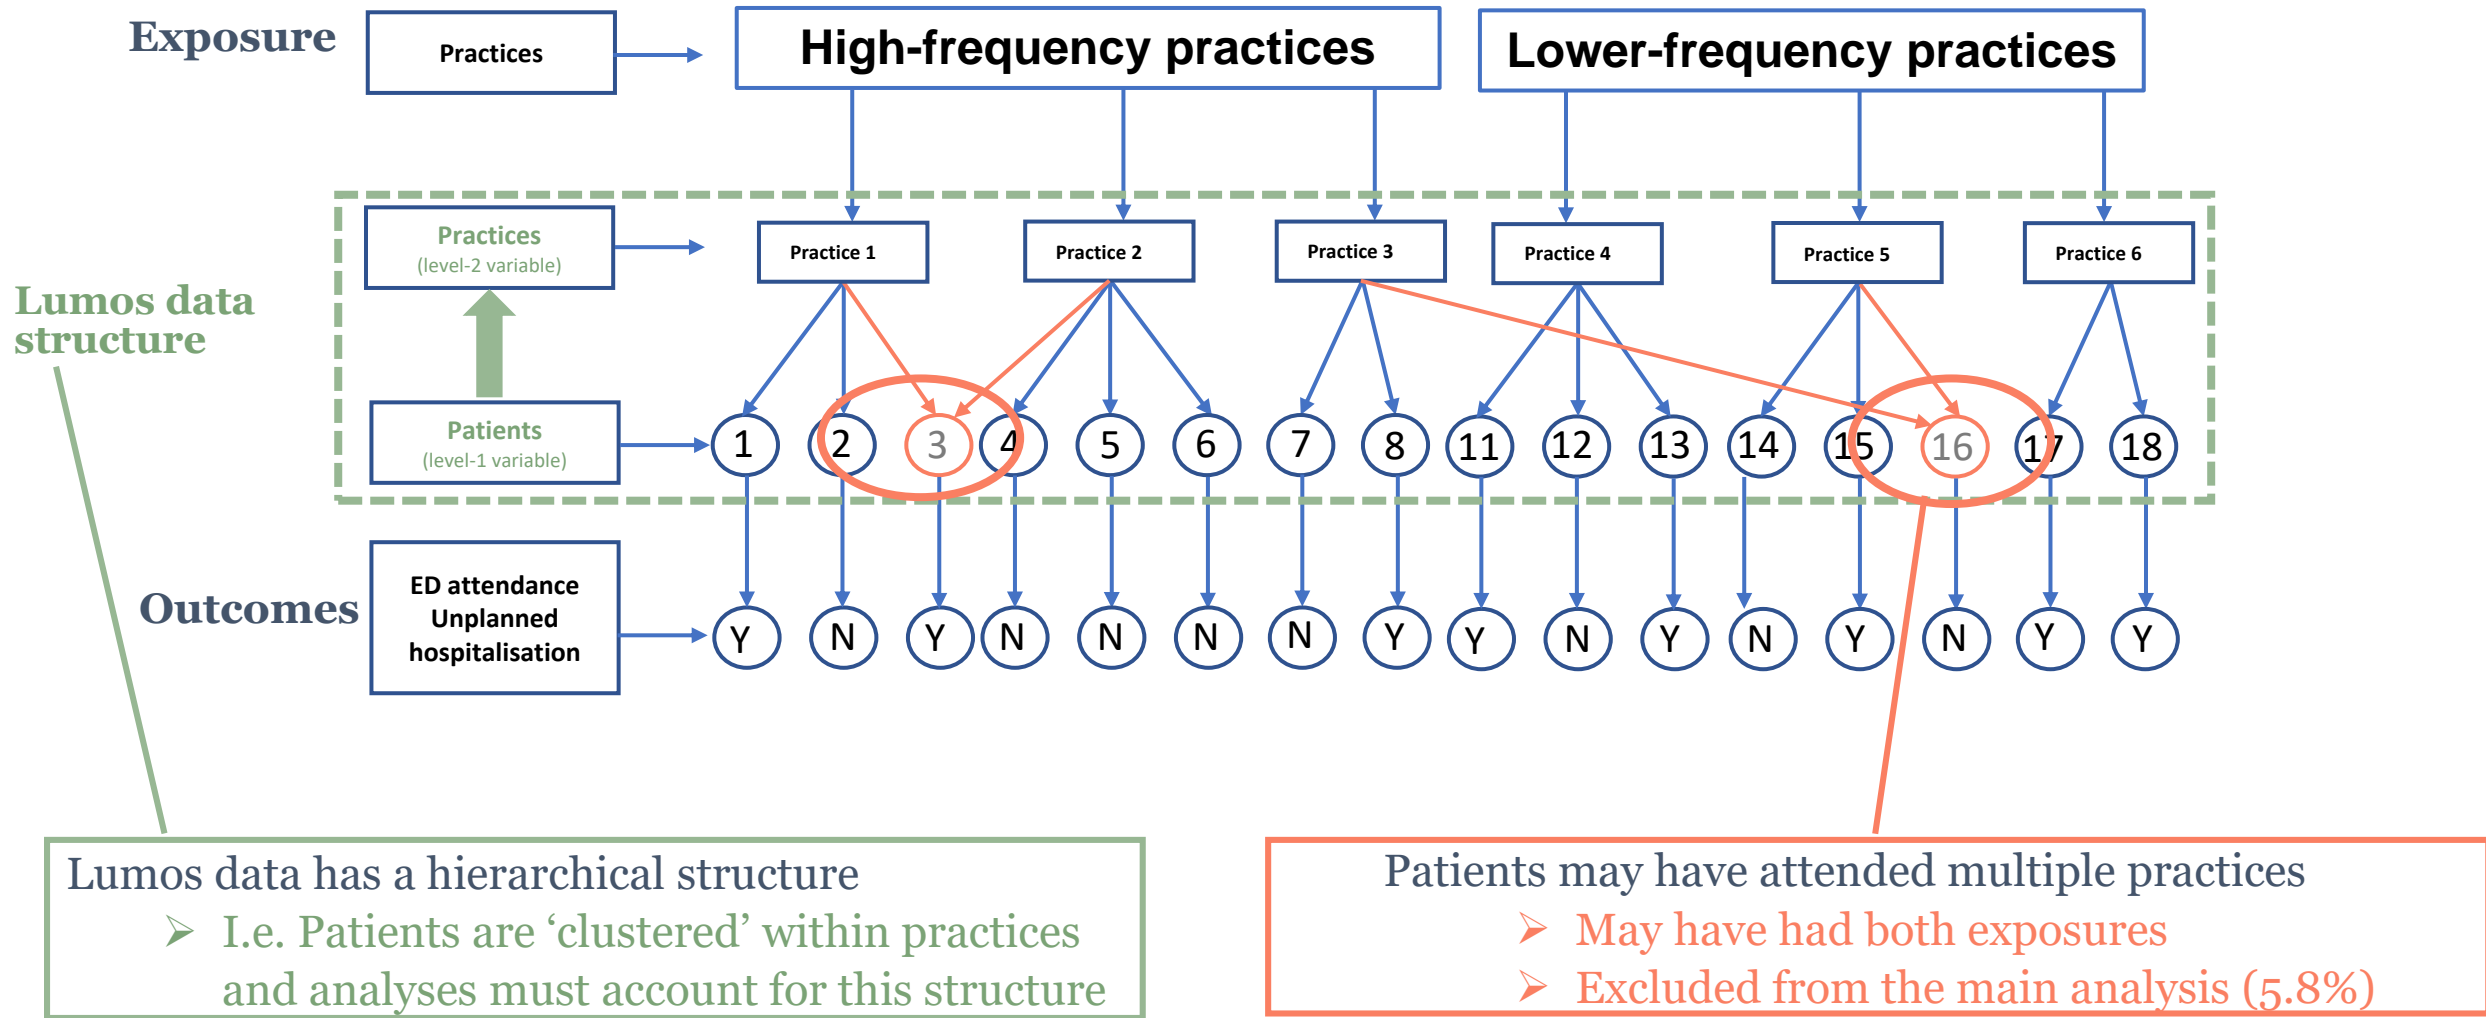 Exposure
Practices
High-frequency practices
Lower-frequency practices
Lumos data
structure
Practices
(level-2 variable)
Practice 1
Practice 2
Practice 3
Practice 4
Practice 5
Practice 6
Patients
(level-1 variable)
1 2 3 4 5 6 7 8 11 12 13 14 15 16 17 18
Outcomes
ED attendance
Unplanned
hospitalisation
Y N Y N N N N Y Y N Y N Y N Y Y
Lumos data has a hierarchical structure
➢ I.e. Patients are ‘clustered’ within practices
and analyses must account for this structure
Patients may have attended multiple practices
➢ May have had both exposures
➢ Excluded from the main analysis (5.8%)